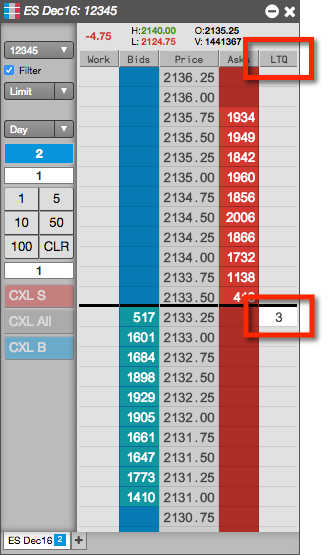 ES Dec16: 12345
12345
-4.75 H:2140.00 O:2135.25
L: 2124.75 V:1441367
Filter
Work Bids Price Asks LTQ
Limit
Day
2
1
1 5
10 50
100 CLR
1
CXL S
CXL All
CXL B
2136.25
2136.00
2135.75 1934
2135.50 1949
2135.25 1842
2135.00 1960
2134.75 1856
2134.50 2006
2134.25 1866
2134.00 1732
2133.75 1138
2133.50
517 2133.25 3
1601 2133.00
1684 2132.75
1898 2132.50
1929 2132.25
1905 2132.00
1661 2131.75
1647 2131.50
1773 2131.25
1410 2131.00
2130.75
ES Dec16 2 +